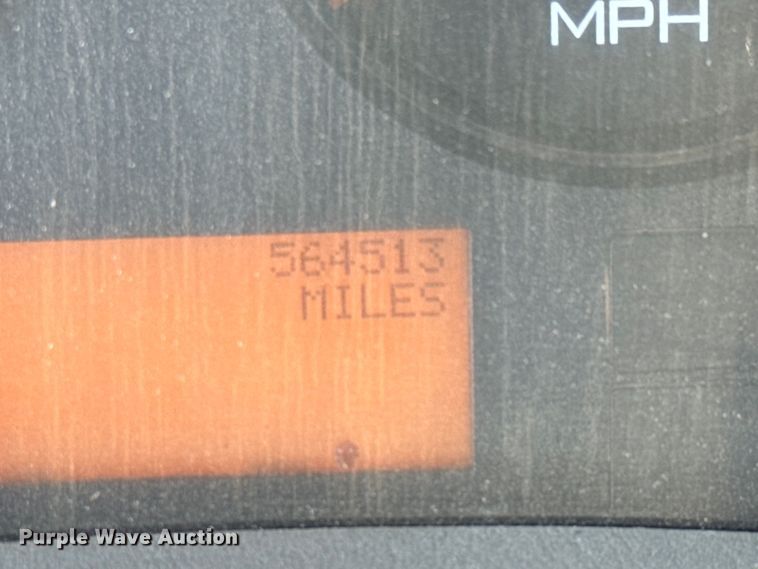 MPH
564513
MILES
Purple Wave Auction